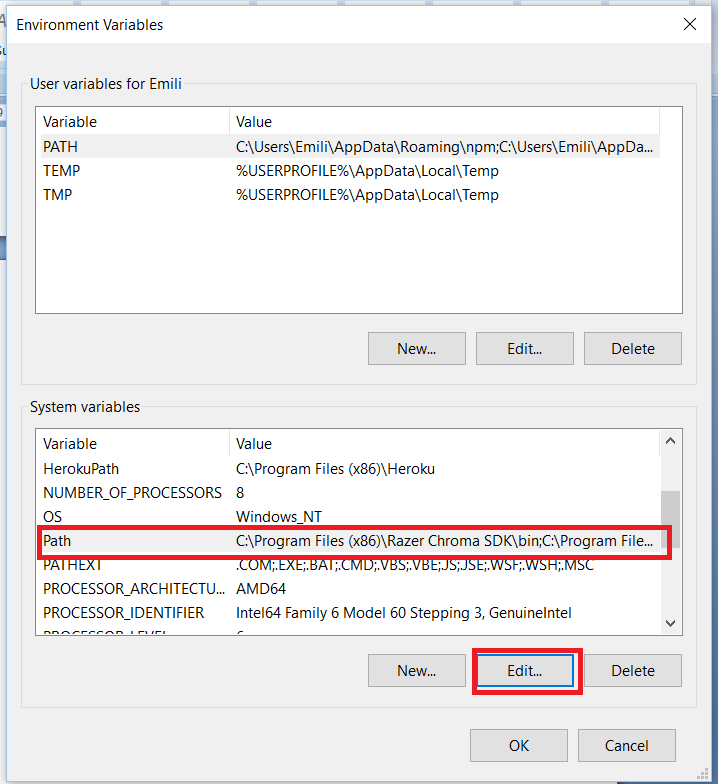 Environment Variables
User variables for Emili
Variable Value
PATH C:\Users\Emili\AppData\Roaming\npm;C:\Users\Emili\AppDa...
TEMP %USERPROFILE%\AppData\Local\Temp
TMP %USERPROFILE%\AppData\Local\Temp
New... Edit... Delete
System variables
Variable Value
HerokuPath C:\Program Files (x86)\Heroku
NUMBER_OF_PROCESSORS 8
OS Windows_NT
Path C:\Program Files (x86)\Razer Chroma SDK\bin;C:\Program File...
PATHEXT .COM;.EXE;.BAT;.CMD;.VBS;.VBE;.JS;.JSE;.WSF;.WSH;.MSC
PROCESSOR_ARCHITECTU... AMD64
PROCESSOR_IDENTIFIER Intel64 Family 6 Model 60 Stepping 3, GenuineIntel
PROCESSOR_LEVEL 6
New... Edit... Delete
OK Cancel